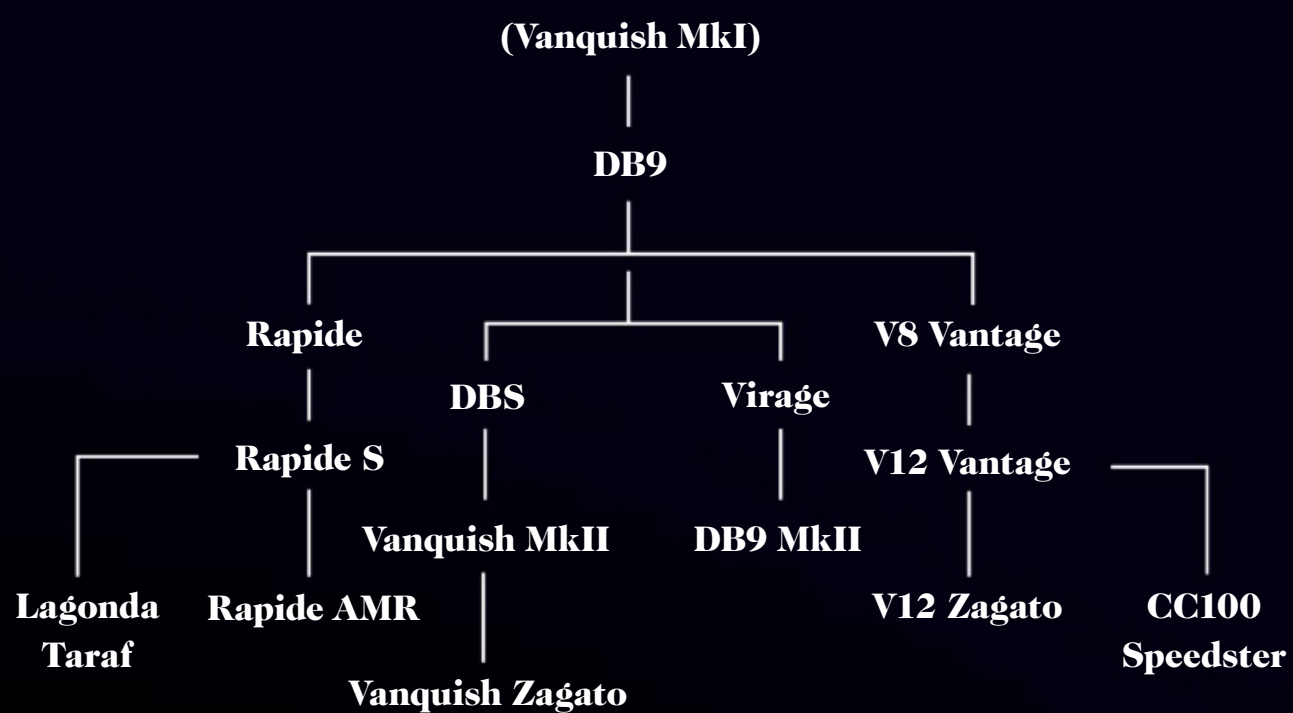 (Vanquish MkI)
DB9
Rapide
V8 Vantage
DBS
Virage
Rapide S
V12 Vantage
Vanquish MkII
DB9 MkII
Lagonda
Taraf
Rapide AMR
V12 Zagato
CC100
Speedster
Vanquish Zagato